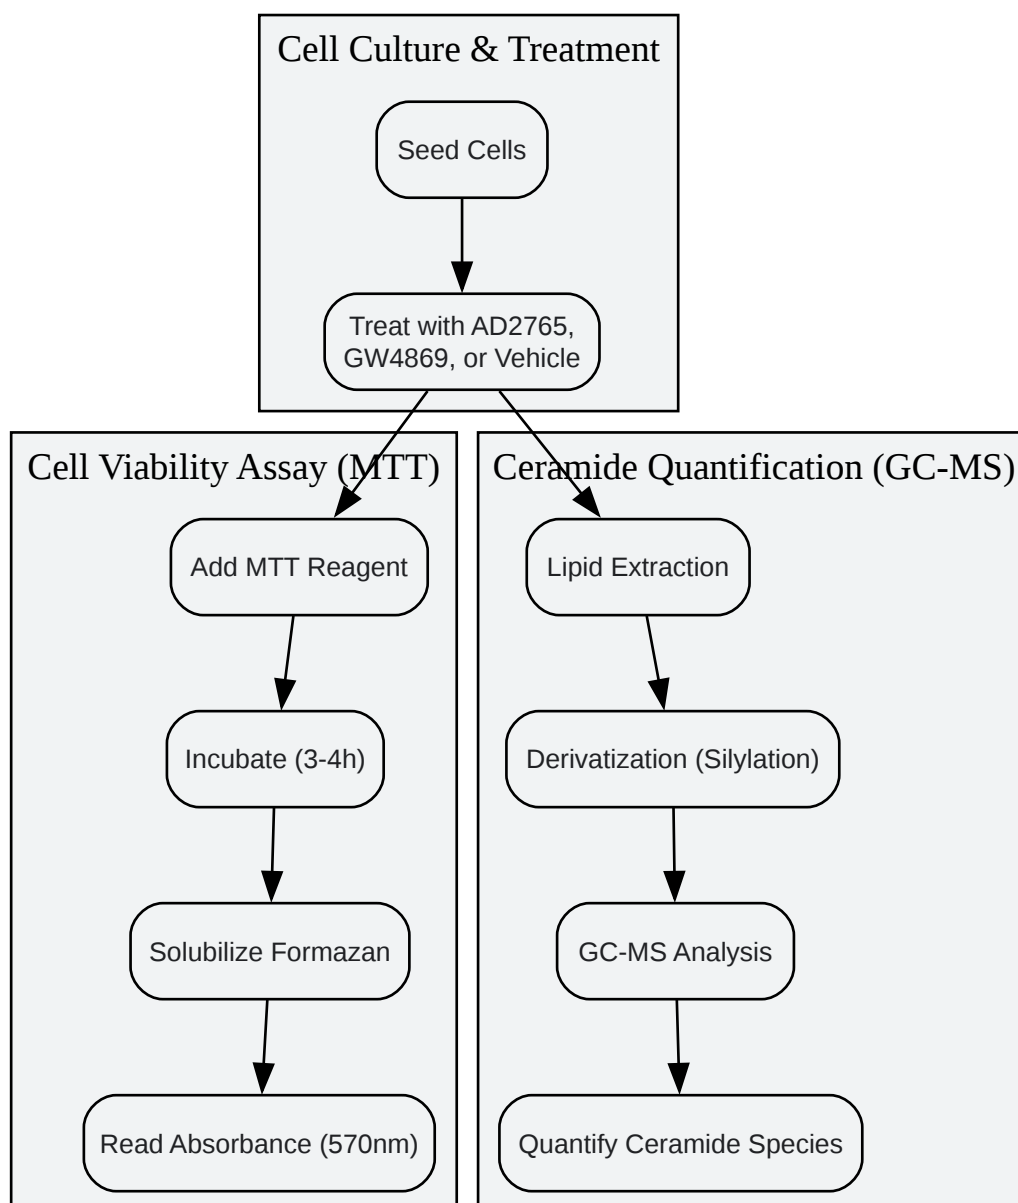 Cell Culture & Treatment
Seed Cells
Treat with AD2765,
GW4869, or Vehicle
Cell Viability Assay (MTT)
Add MTT Reagent
Incubate (3-4h)
Solubilize Formazan
Read Absorbance (570nm)
Ceramide Quantification (GC-MS)
Lipid Extraction
Derivatization (Silylation)
GC-MS Analysis
Quantify Ceramide Species